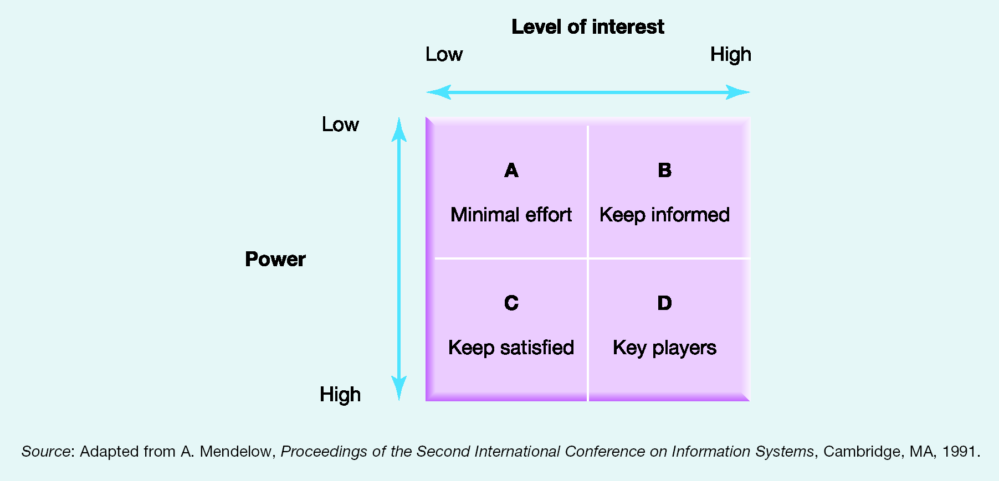 Level of interest
Low High
Low
A B
Minimal effort Keep informed
Power
C D
Keep satisfied Key players
High
Source: Adapted from A. Mendelow, Proceedings of the Second International Conference on Information Systems, Cambridge, MA, 1991.